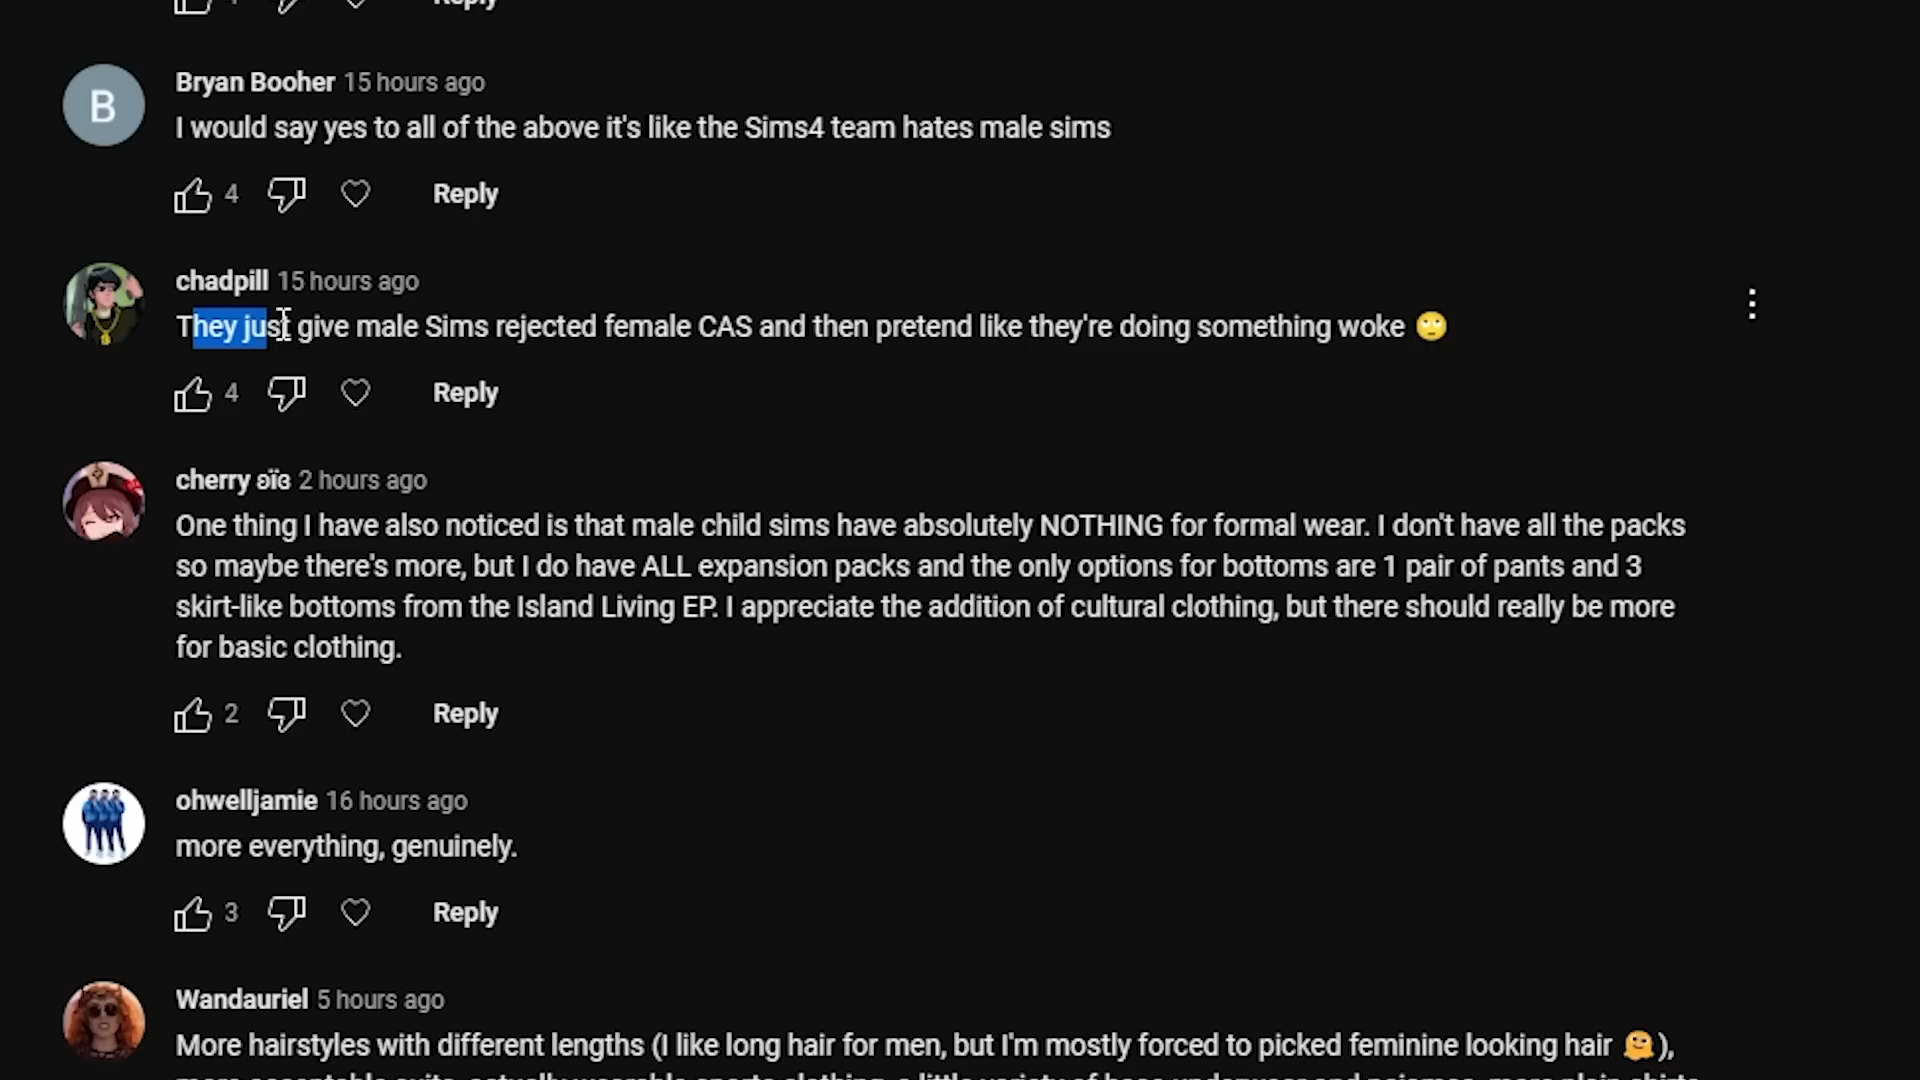 4 Reply
B
Bryan Booher 15 hours ago
I would say yes to all of the above it's like the Sims4 team hates male sims
4 Reply
chadpill 15 hours ago
They just give male Sims rejected female CAS and then pretend like they're doing something woke 🙄
4 Reply
cherry ʚïɞ 2 hours ago
One thing I have also noticed is that male child sims have absolutely NOTHING for formal wear. I don't have all the packs
so maybe there's more, but I do have ALL expansion packs and the only options for bottoms are 1 pair of pants and 3
skirt-like bottoms from the Island Living EP. I appreciate the addition of cultural clothing, but there should really be more
for basic clothing.
2 Reply
ohwelljamie 16 hours ago
more everything, genuinely.
3 Reply
Wandauriel 5 hours ago
More hairstyles with different lengths (I like long hair for men, but I'm mostly forced to picked feminine looking hair 🫠),